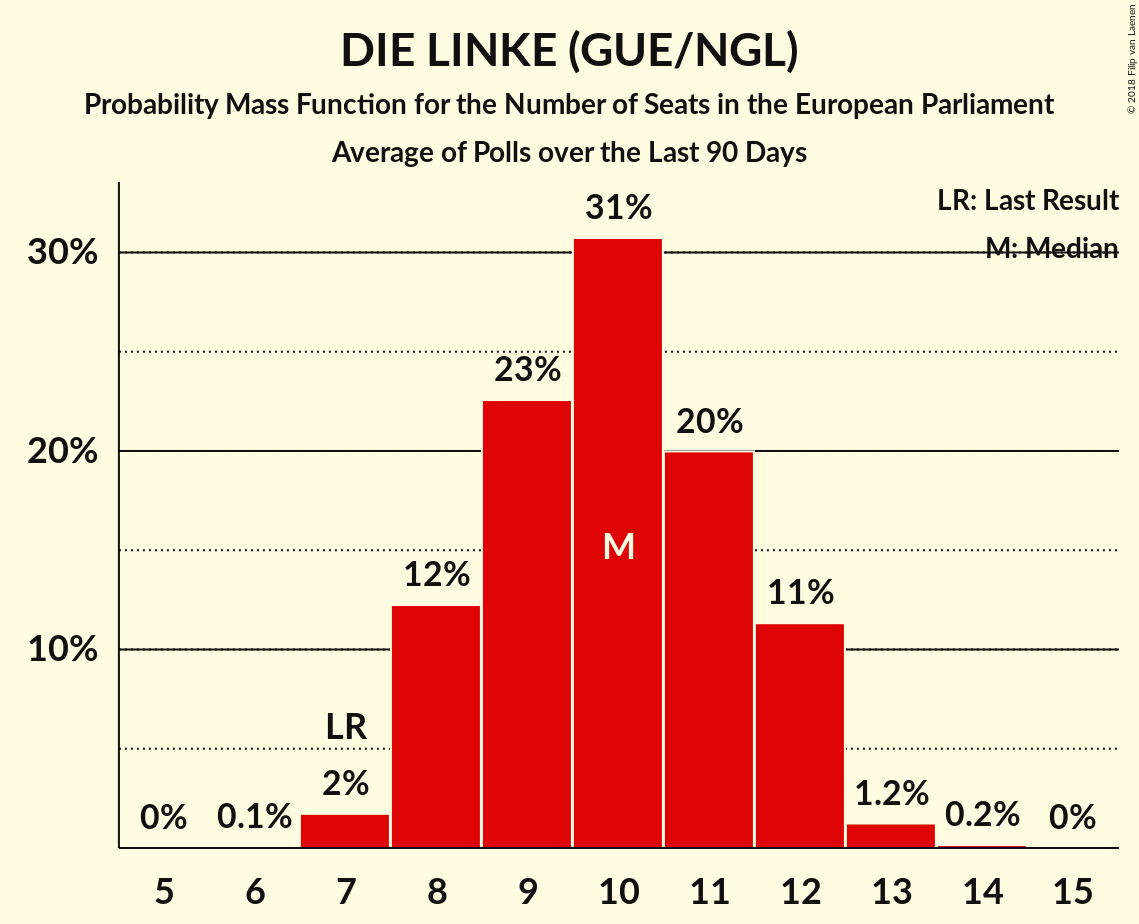 DIE LINKE (GUE/NGL)
Probability Mass Function for the Number of Seats in the European Parliament
Average of Polls over the Last 90 Days
© 2018 Filip van Laenen
LR: Last Result
M: Median
30%
20%
10%
0%
0.1%
LR
2%
12%
23%
31%
M
20%
11%
1.2%
0.2%
0%
5 6 7 8 9 10 11 12 13 14 15